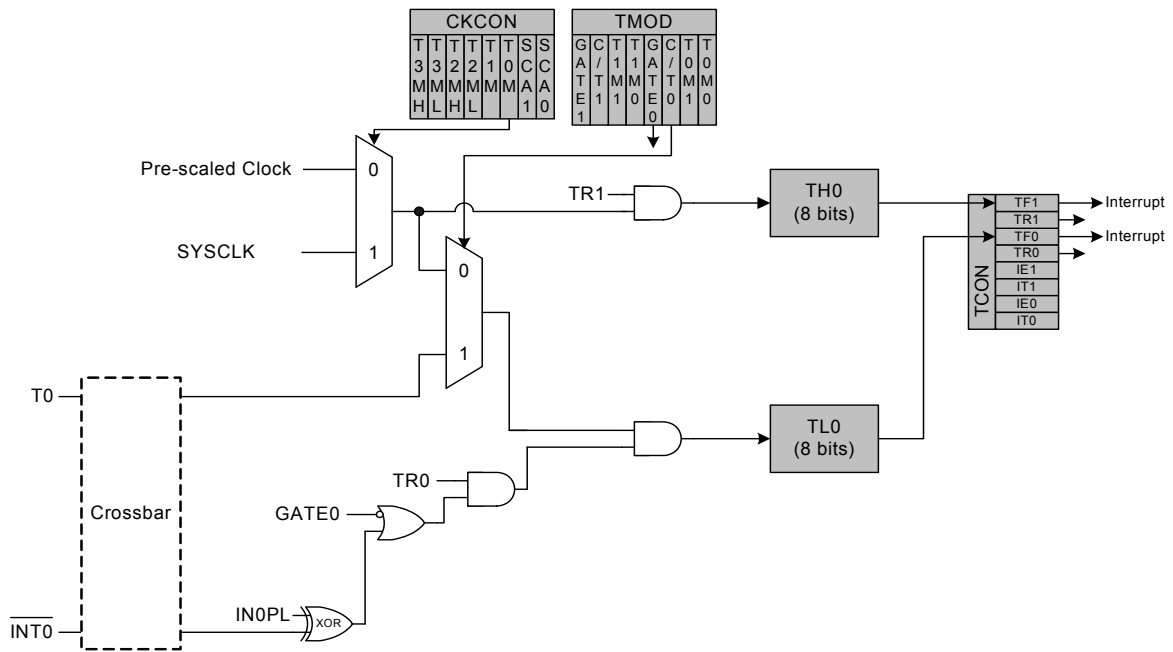 CKCON
T3MH
T3ML
T2MH
T2ML
T1M
T0M
SCA1
SCA0
TMOD
GATE1
C/T1
T1M1
T1M0
GATE0
C/T0
T0M1
T0M0
Pre-scaled Clock
0
SYSCLK
1
TR1
TH0
(8 bits)
TCON
TF1
TR1
TF0
TR0
IE1
IT1
IE0
IT0
Interrupt
Interrupt
0
1
T0
Crossbar
TL0
(8 bits)
TR0
GATE0
IN0PL
XOR
INT0